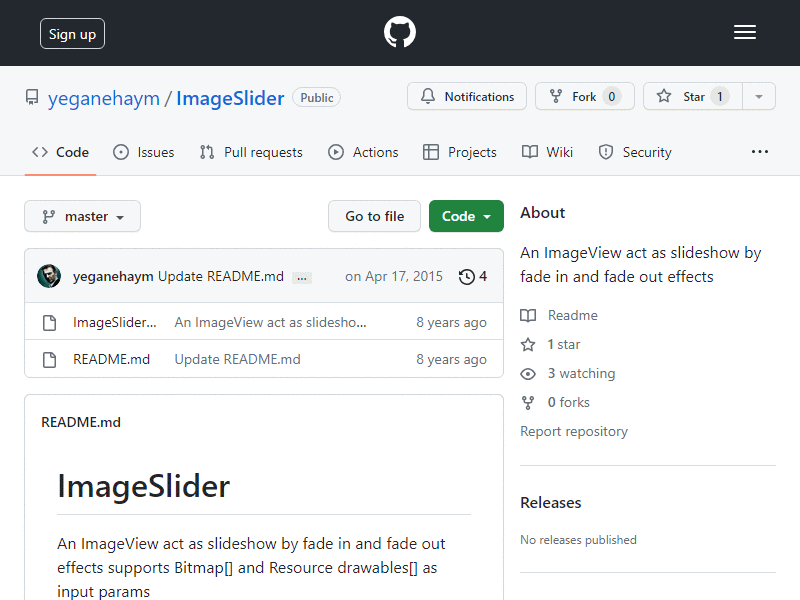 Sign up
yeganehaym / ImageSlider Public
Notifications
Fork 0
Star 1
Code
Issues
Pull requests
Actions
Projects
Wiki
Security
master
Go to file
Code
yeganehaym Update README.md ... on Apr 17, 2015 4
ImageSlider... An ImageView act as slidesho... 8 years ago
README.md Update README.md 8 years ago
README.md
ImageSlider
An ImageView act as slideshow by fade in and fade out
effects supports Bitmap[] and Resource drawables[] as
input params
About
An ImageView act as slideshow by
fade in and fade out effects
Readme
1 star
3 watching
0 forks
Report repository
Releases
No releases published